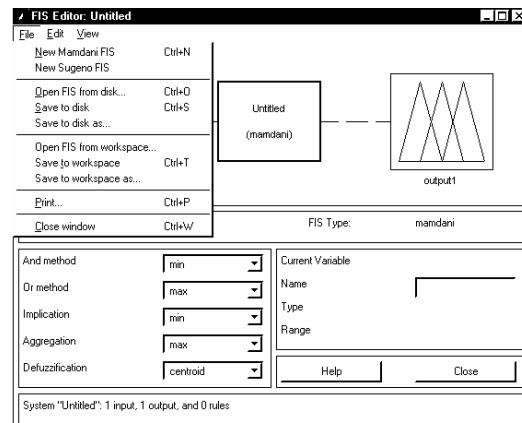 FIS Editor: Untitled
File Edit View
New Mamdani FIS Ctrl+N
New Sugeno FIS
Open FIS from disk... Ctrl+O
Save to disk Ctrl+S
Save to disk as...
Open FIS from workspace...
Save to workspace Ctrl+T
Save to workspace as...
Print... Ctrl+P
Close window Ctrl+W
Untitled
(mamdani)
output1
FIS Type: mamdani
And method min
Or method max
Implication min
Aggregation max
Defuzzification centroid
Current Variable
Name
Type
Range
Help Close
System "Untitled": 1 input, 1 output, and 0 rules